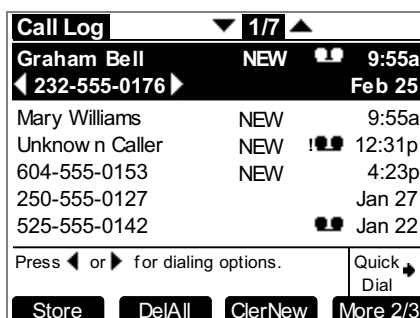 Call Log 1/7
Graham Bell NEW 9:55a
232-555-0176 Feb 25
Mary Williams NEW 9:55a
Unknown Caller NEW ! 12:31p
604-555-0153 NEW 4:23p
250-555-0127 Jan 27
525-555-0142 Jan 22
Press or for dialing options. Quick
Dial
Store DelAll ClerNew More 2/3